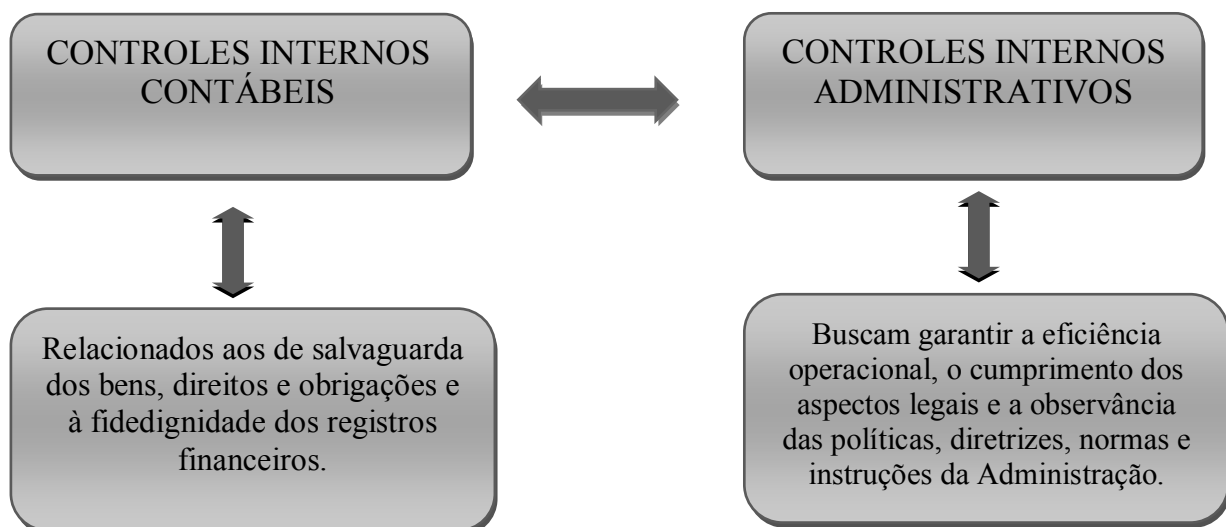 CONTROLES INTERNOS
CONTÁBEIS
CONTROLES INTERNOS
ADMINISTRATIVOS
Relacionados aos de salvaguarda
dos bens, direitos e obrigações e
à fidedignidade dos registros
financeiros.
Buscam garantir a eficiência
operacional, o cumprimento dos
aspectos legais e a observância
das políticas, diretrizes, normas e
instruções da Administração.